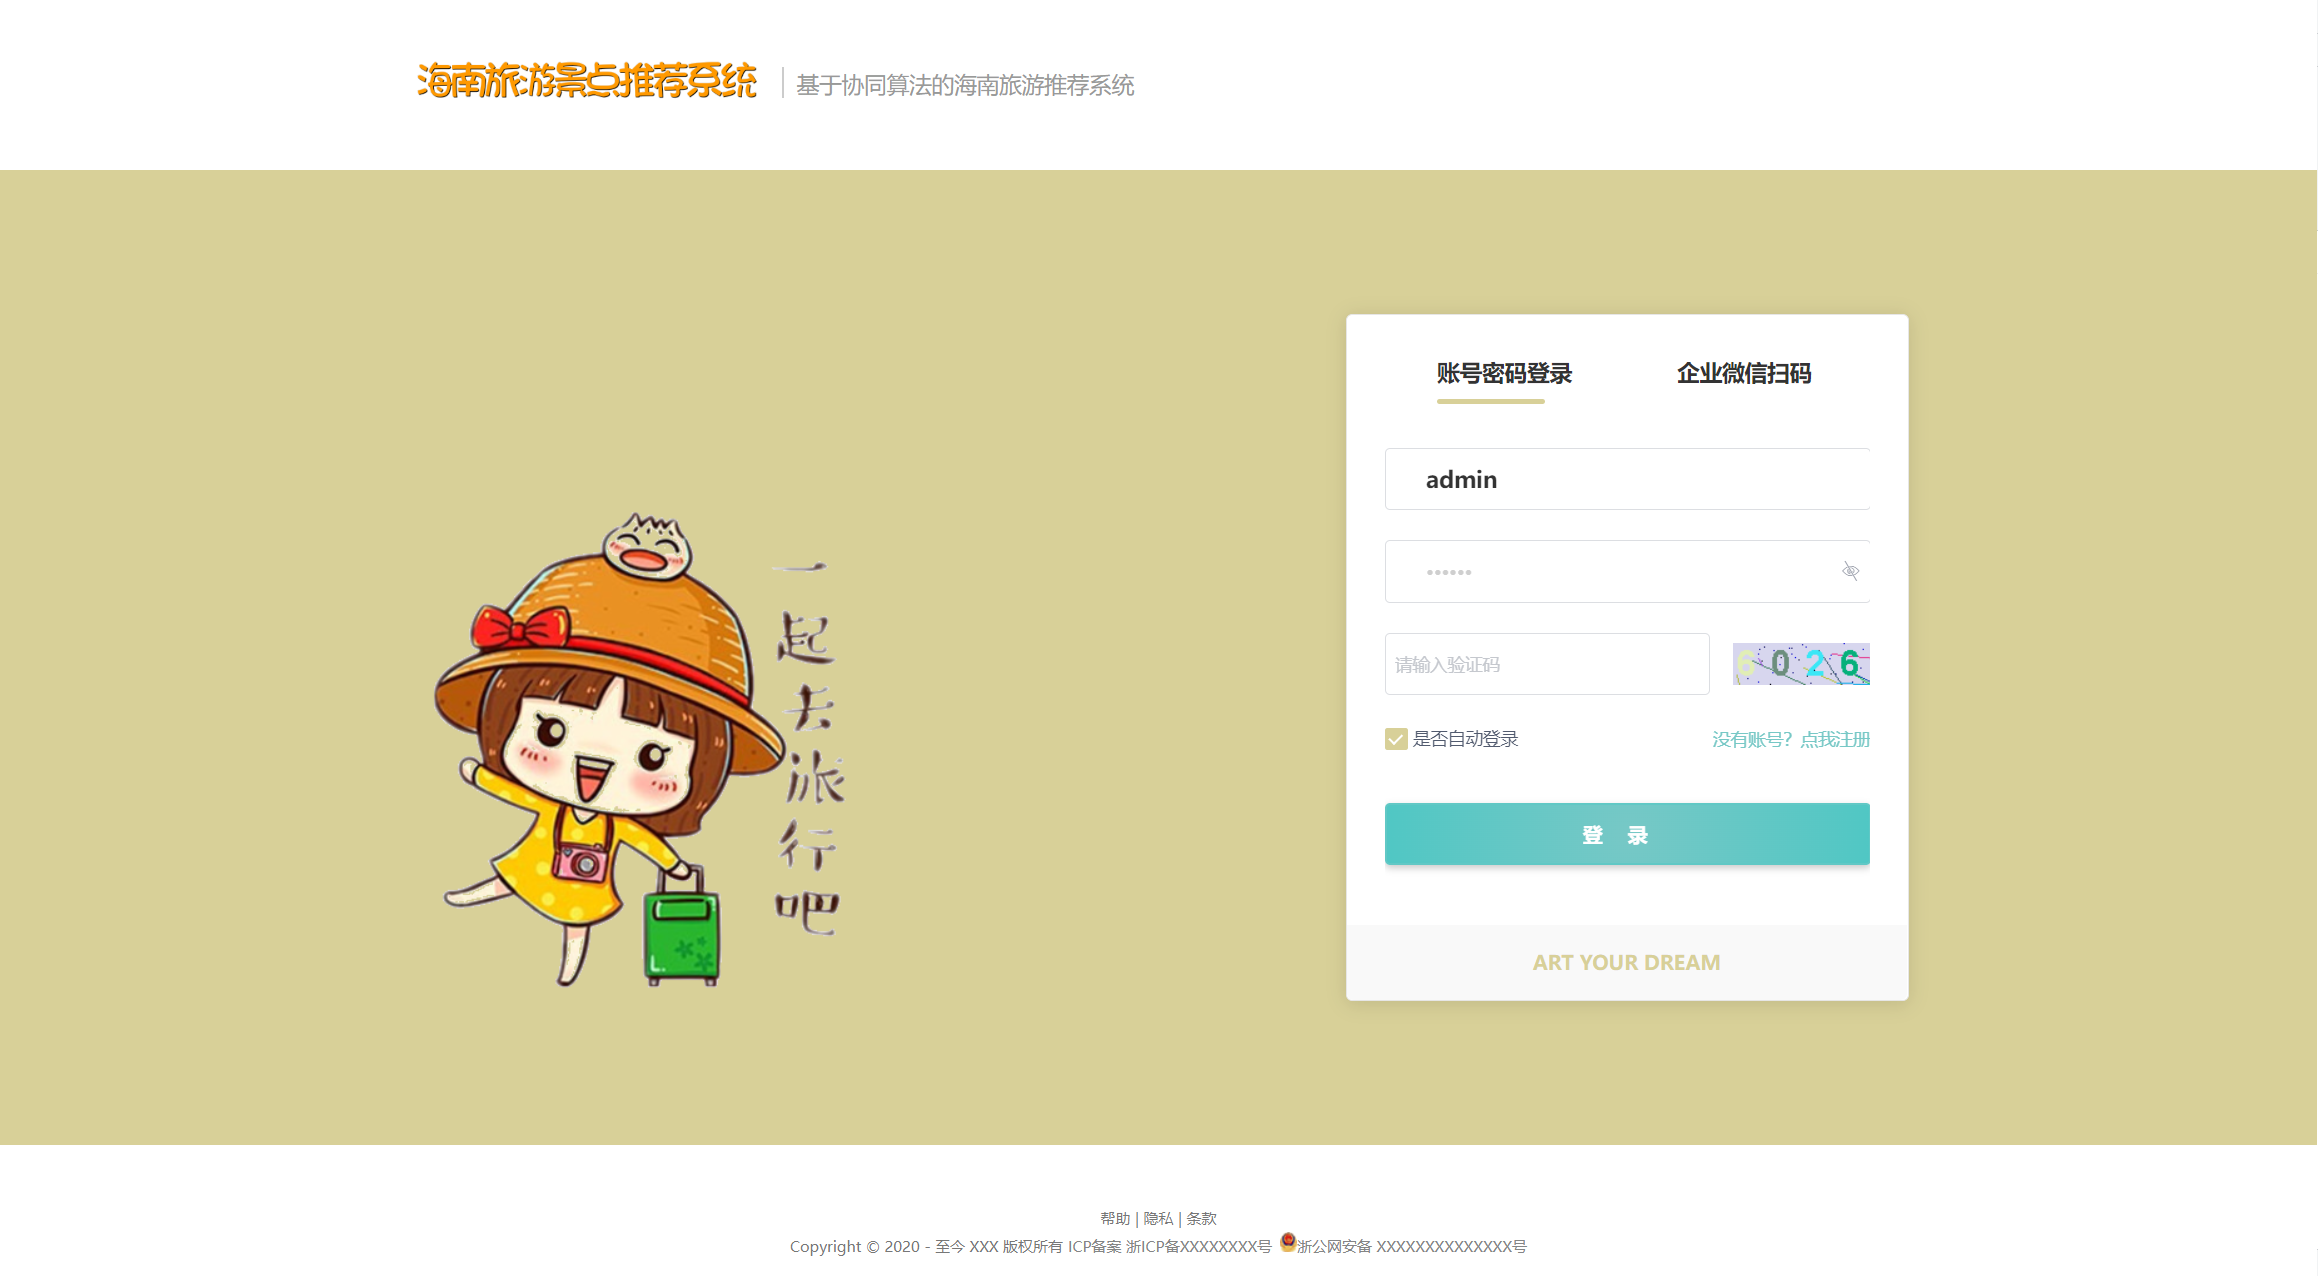 海南旅游景点推荐系统
基于协同算法的海南旅游推荐系统
一起去旅行吧
账号密码登录 企业微信扫码
admin
••••••
请输入验证码 6026
是否自动登录 没有账号？点我注册
登 录
ART YOUR DREAM
帮助 | 隐私 | 条款
Copyright © 2020 - 至今 XXX 版权所有 ICP备案 浙ICP备XXXXXXXX号 浙公网安备 XXXXXXXXXXXXXX号